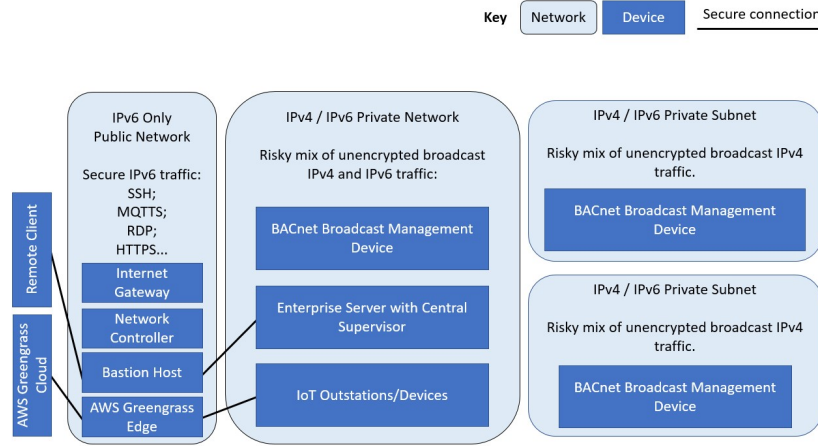 Key
Network
Device
Secure connection
IPv6 Only
Public Network
Secure IPv6 traffic:
SSH;
MQTTS;
RDP;
HTTPS...
Internet
Gateway
Network
Controller
Bastion Host
AWS Greengrass
Edge
Remote Client
AWS Greengrass
Cloud
IPv4 / IPv6 Private Network
Risky mix of unencrypted broadcast
IPv4 and IPv6 traffic:
BACnet Broadcast Management
Device
Enterprise Server with Central
Supervisor
IoT Outstations/Devices
IPv4 / IPv6 Private Subnet
Risky mix of unencrypted broadcast IPv4
traffic.
BACnet Broadcast Management
Device
IPv4 / IPv6 Private Subnet
Risky mix of unencrypted broadcast IPv4
traffic.
BACnet Broadcast Management
Device